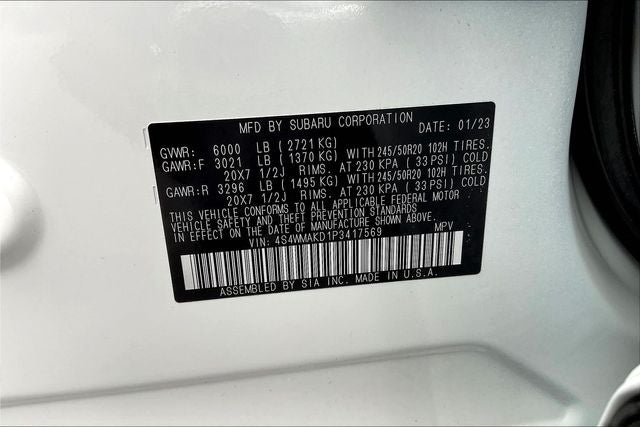 MFD BY SUBARU CORPORATION DATE: 01/23
GVWR: 6000 LB (2721 KG)
GAWR:F 3021 LB (1370 KG) WITH 245/50R20 102H TIRES.
20X7 1/2J RIMS. AT 230 KPA (33 PSI) COLD
GAWR:R 3296 LB (1495 KG) WITH 245/50R20 102H TIRES.
20X7 1/2J RIMS. AT 230 KPA (33 PSI) COLD
THIS VEHICLE CONFORMS TO ALL APPLICABLE FEDERAL MOTOR
VEHICLE SAFETY AND THEFT PREVENTION STANDARDS
IN EFFECT ON THE DATE OF MANUFACTURE SHOWN ABOVE.
VIN: 4S4WMAKD1P3417569 MPV
ASSEMBLED BY SIA INC. MADE IN U.S.A.